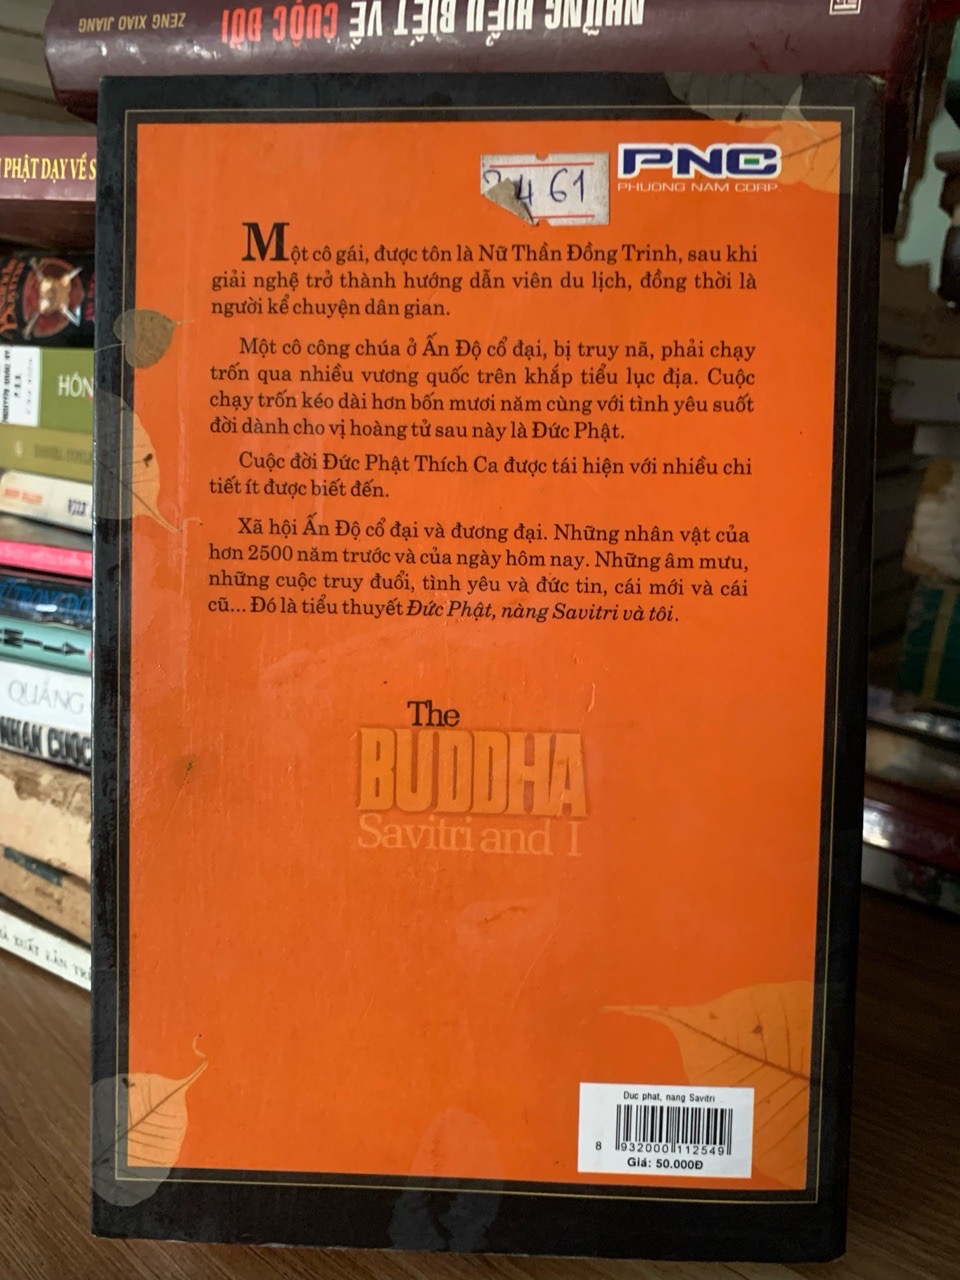 ZENG XIAO JIANG
NHỮNG HIỂU BIẾT VỀ CUỘC ĐỜI
PHẬT DẠY VỀ
HỒN
QUẢNG
NHÂN CUỘC
XUẤT BẢN TRẺ
461
PNC
PHUONG NAM CORP
Một cô gái, được tôn là Nữ Thần Đồng Trinh, sau khi
giải nghệ trở thành hướng dẫn viên du lịch, đồng thời là
người kể chuyện dân gian.
Một cô công chúa ở Ấn Độ cổ đại, bị truy nã, phải chạy
trốn qua nhiều vương quốc trên khắp tiểu lục địa. Cuộc
chạy trốn kéo dài hơn bốn mươi năm cùng với tình yêu suốt
đời dành cho vị hoàng tử sau này là Đức Phật.
Cuộc đời Đức Phật Thích Ca được tái hiện với nhiều chi
tiết ít được biết đến.
Xã hội Ấn Độ cổ đại và đương đại. Những nhân vật của
hơn 2500 năm trước và của ngày hôm nay. Những âm mưu,
những cuộc truy đuổi, tình yêu và đức tin, cái mới và cái
cũ... Đó là tiểu thuyết Đức Phật, nàng Savitri và tôi.
The
BUDDHA
Savitri and I
Duc phat, nang Savitri
8 932000 112549
Giá: 50.000Đ